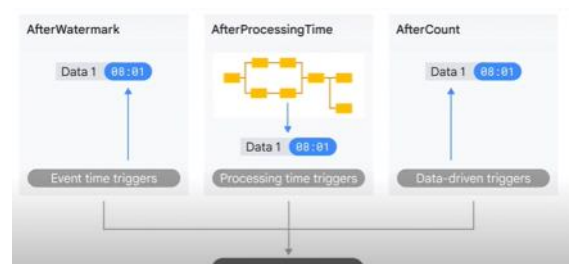 AfterWatermark
AfterProcessingTime
AfterCount
Data 1 08:01
Data 1 08:01
Data 1 08:01
Event time triggers
Processing time triggers
Data-driven triggers